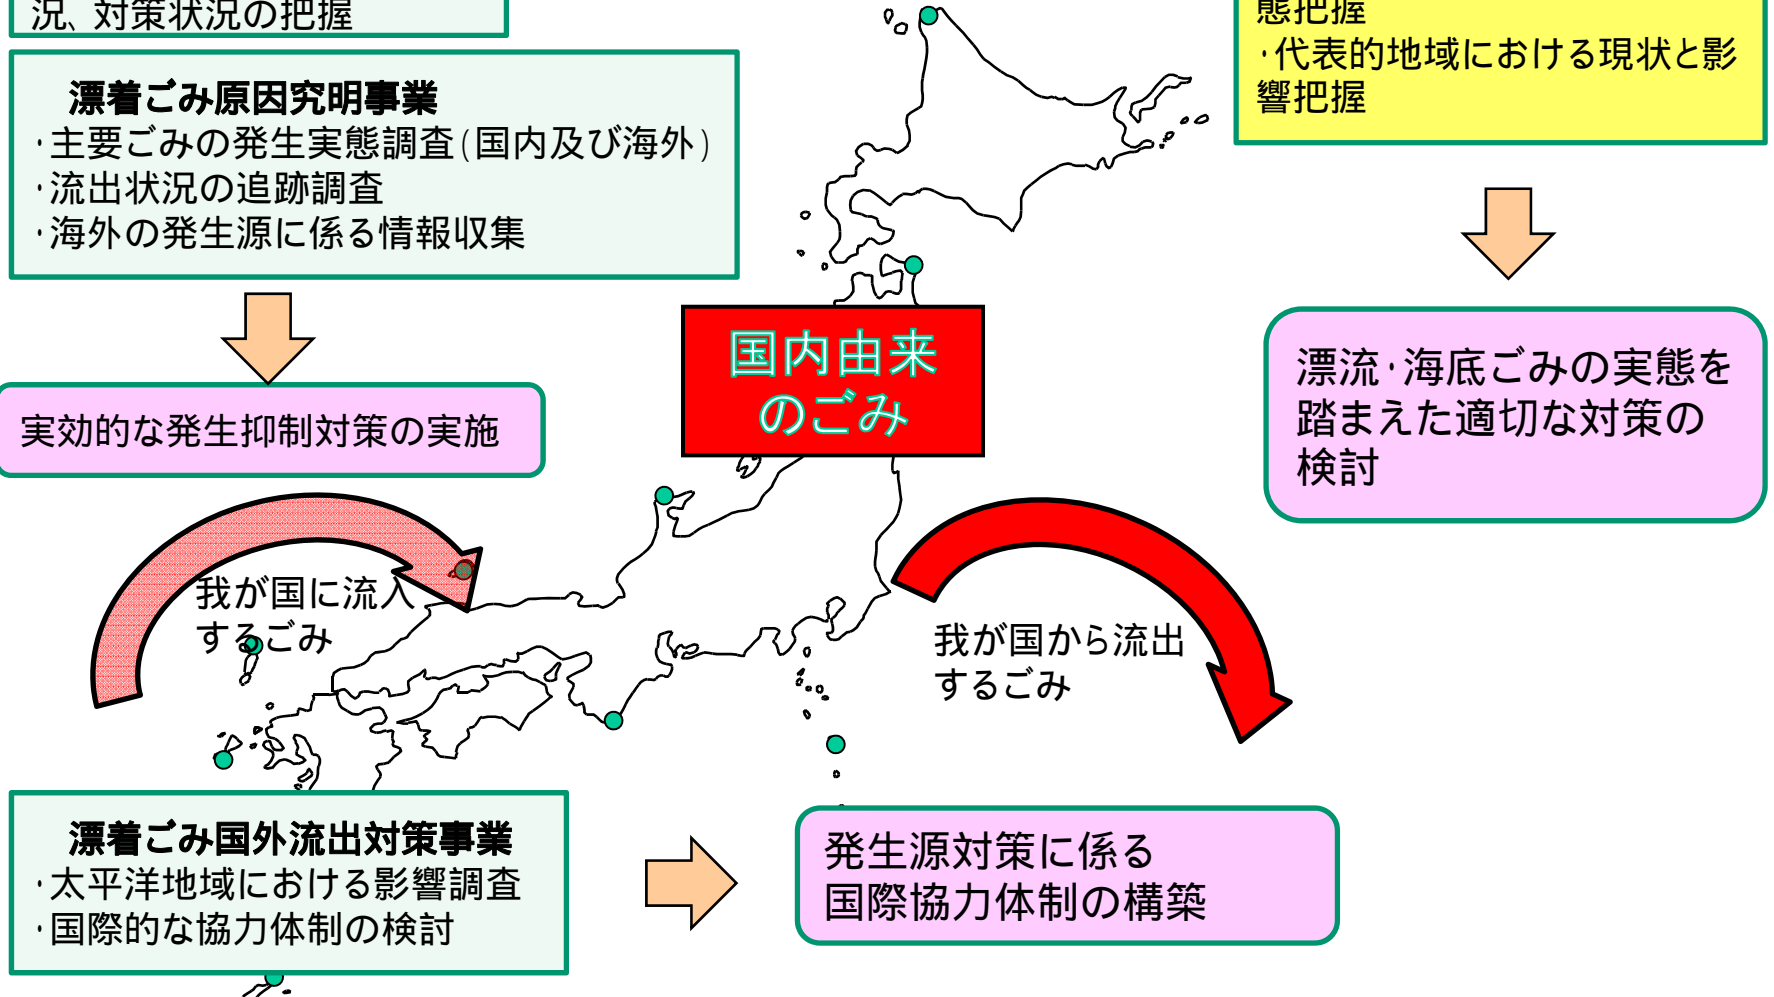 況、対策状況の把握
漂着ごみ原因究明事業
・主要ごみの発生実態調査(国内及び海外)
・流出状況の追跡調査
・海外の発生源に係る情報収集
実効的な発生抑制対策の実施
態把握
・代表的地域における現状と影
響把握
漂流・海底ごみの実態を
踏まえた適切な対策の
検討
国内由来
のごみ
我が国に流入
するごみ
我が国から流出
するごみ
漂着ごみ国外流出対策事業
・太平洋地域における影響調査
・国際的な協力体制の検討
発生源対策に係る
国際協力体制の構築